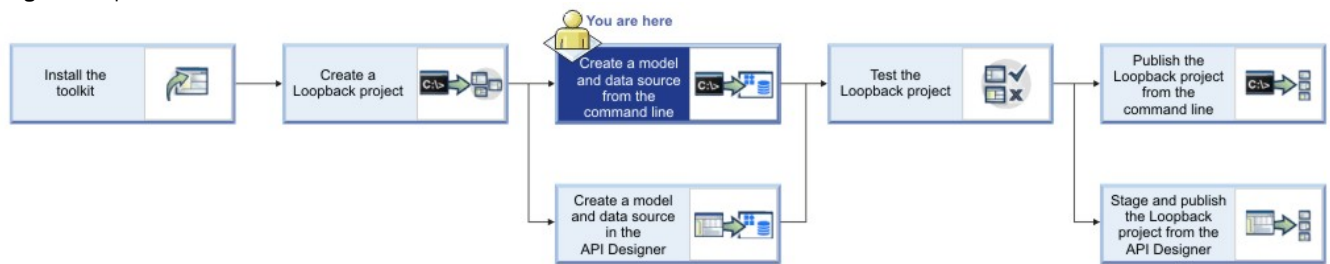 You are here
Install the
toolkit
Create a
Loopback project
C:\>
Create a model
and data source
from the
command line
C:\>
Test the
Loopback project
Publish the
Loopback project
from the
command line
C:\>
Create a model
and data source
in the
API Designer
Stage and publish
the Loopback
project from the
API Designer